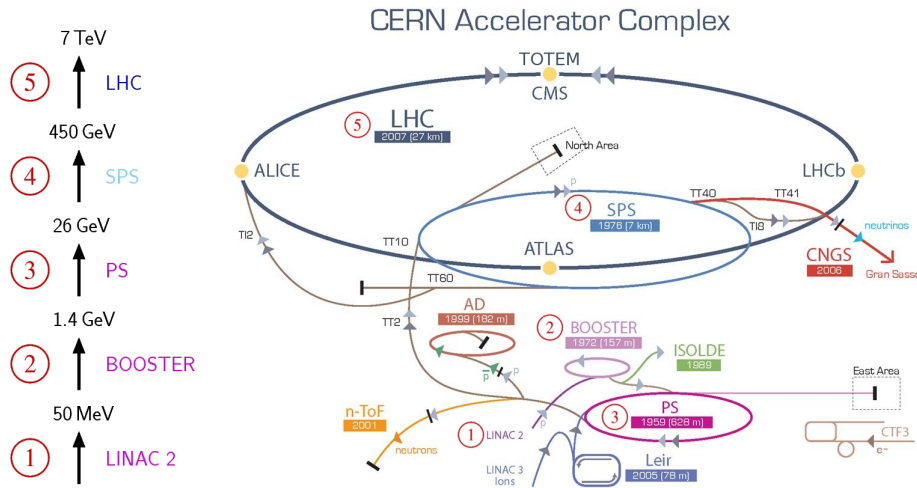 CERN Accelerator Complex
7 TeV
5
LHC
450 GeV
4
SPS
26 GeV
3
PS
1.4 GeV
2
BOOSTER
50 MeV
1
LINAC 2
TOTEM
CMS
LHC
5
2007 (27 km)
North Area
ALICE
LHCb
TT40
TT41
p
SPS
4
1976 (7 km)
TI2
TI8
TT10
ATLAS
neutrinos
CNGS
2006
Gran Sasso
TT60
AD
1999 (182 m)
TT2
2
BOOSTER
1972 (157 m)
ISOLDE
1989
p
p
East Area
n-ToF
2001
neutrons
1
LINAC 2
p
3
PS
1959 (628 m)
CTF3
e-
LINAC 3
Ions
Leir
2005 (78 m)